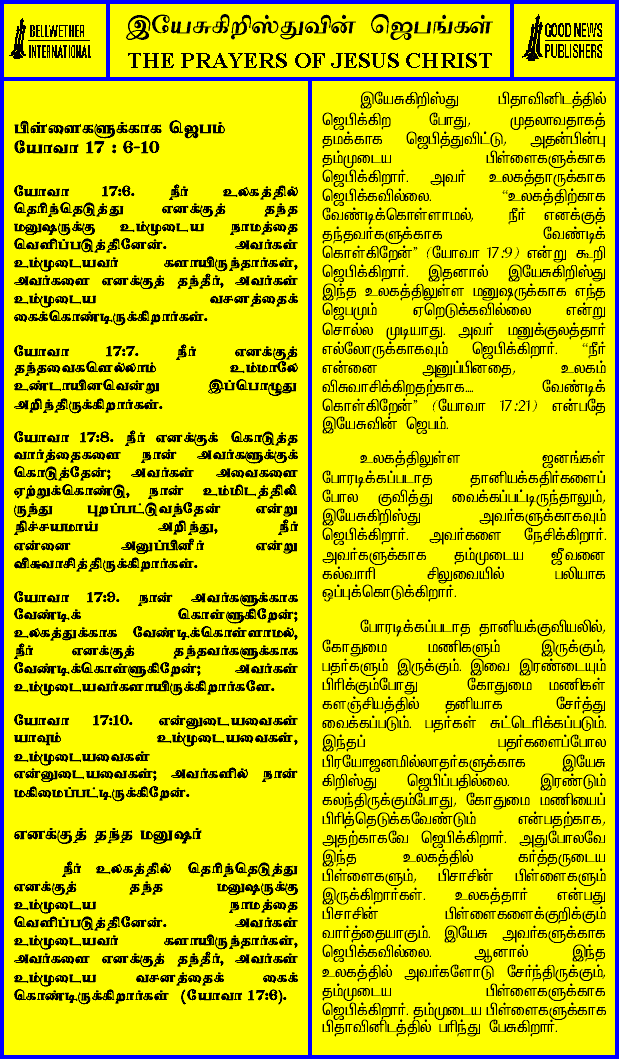 BELLWETHER
INTERNATIONAL
இயேசுகிறிஸ்துவின் ஜெபங்கள்
THE PRAYERS OF JESUS CHRIST
GOOD NEWS
PUBLISHERS
பிள்ளைகளுக்காக ஜெபம்
யோவா 17 : 6-10
யோவா 17:6. நீர் உலகத்தில்
தெரிந்தெடுத்து எனக்குத் தந்த
மனுஷருக்கு உம்முடைய நாமத்தை
வெளிப்படுத்தினேன். அவர்கள்
உம்முடையவர் களாயிருந்தார்கள்,
அவர்களை எனக்குத் தந்தீர், அவர்கள்
உம்முடைய வசனத்தைக்
கைக்கொண்டிருக்கிறார்கள்.
யோவா 17:7. நீர் எனக்குத்
தந்தவைகளெல்லாம் உம்மாலே
உண்டாயினவென்று இப்பொழுது
அறிந்திருக்கிறார்கள்.
யோவா 17:8. நீர் எனக்குக் கொடுத்த
வார்த்தைகளை நான் அவர்களுக்குக்
கொடுத்தேன்; அவர்கள் அவைகளை
ஏற்றுக்கொண்டு, நான் உம்மிடத்திலி
ருந்து புறப்பட்டுவந்தேன் என்று
நிச்சயமாய் அறிந்து, நீர்
என்னை அனுப்பினீர் என்று
விசுவாசித்திருக்கிறார்கள்.
யோவா 17:9. நான் அவர்களுக்காக
வேண்டிக் கொள்ளுகிறேன்;
உலகத்துக்காக வேண்டிக்கொள்ளாமல்,
நீர் எனக்குத் தந்தவர்களுக்காக
வேண்டிக்கொள்ளுகிறேன்; அவர்கள்
உம்முடையவர்களாயிருக்கிறார்களே.
யோவா 17:10. என்னுடையவைகள்
யாவும் உம்முடையவைகள்,
உம்முடையவைகள்
என்னுடையவைகள்; அவர்களில் நான்
மகிமைப்பட்டிருக்கிறேன்.
எனக்குத் தந்த மனுஷர்
நீர் உலகத்தில் தெரிந்தெடுத்து
எனக்குத் தந்த மனுஷருக்கு
உம்முடைய நாமத்தை
வெளிப்படுத்தினேன். அவர்கள்
உம்முடையவர் களாயிருந்தார்கள்,
அவர்களை எனக்குத் தந்தீர், அவர்கள்
உம்முடைய வசனத்தைக் கைக்
கொண்டிருக்கிறார்கள் (யோவா 17:6).
இயேசுகிறிஸ்து பிதாவினிடத்தில்
ஜெபிக்கிற போது, முதலாவதாகத்
தமக்காக ஜெபித்துவிட்டு, அதன்பின்பு
தம்முடைய பிள்ளைகளுக்காக
ஜெபிக்கிறார். அவர் உலகத்தாருக்காக
ஜெபிக்கவில்லை. “உலகத்திற்காக
வேண்டிக்கொள்ளாமல், நீர் எனக்குத்
தந்தவர்களுக்காக வேண்டிக்
கொள்கிறேன்” (யோவா 17:9) என்று கூறி
ஜெபிக்கிறார். இதனால் இயேசுகிறிஸ்து
இந்த உலகத்திலுள்ள மனுஷருக்காக எந்த
ஜெபமும் ஏறெடுக்கவில்லை என்று
சொல்ல முடியாது. அவர் மனுக்குலத்தார்
எல்லோருக்காகவும் ஜெபிக்கிறார். “நீர்
என்னை அனுப்பினதை, உலகம்
விசுவாசிக்கிறதற்காக.... வேண்டிக்
கொள்கிறேன்” (யோவா 17:21) என்பதே
இயேசுவின் ஜெபம்.
உலகத்திலுள்ள ஜனங்கள்
போரடிக்கப்படாத தானியக்கதிர்களைப்
போல குவித்து வைக்கப்பட்டிருந்தாலும்,
இயேசுகிறிஸ்து அவர்களுக்காகவும்
ஜெபிக்கிறார். அவர்களை நேசிக்கிறார்.
அவர்களுக்காக தம்முடைய ஜீவனை
கல்வாரி சிலுவையில் பலியாக
ஒப்புக்கொடுக்கிறார்.
போரடிக்கப்படாத தானியக்குவியலில்,
கோதுமை மணிகளும் இருக்கும்,
பதர்களும் இருக்கும். இவை இரண்டையும்
பிரிக்கும்போது கோதுமை மணிகள்
களஞ்சியத்தில் தனியாக சேர்த்து
வைக்கப்படும். பதர்கள் சுட்டெரிக்கப்படும்.
இந்தப் பதர்களைப்போல
பிரயோஜனமில்லாதர்களுக்காக இயேசு
கிறிஸ்து ஜெபிப்பதில்லை. இரண்டும்
கலந்திருக்கும்போது, கோதுமை மணியைப்
பிரித்தெடுக்கவேண்டும் என்பதற்காக,
அதற்காகவே ஜெபிக்கிறார். அதுபோலவே
இந்த உலகத்தில் கர்த்தருடைய
பிள்ளைகளும், பிசாசின் பிள்ளைகளும்
இருக்கிறார்கள். உலகத்தார் என்பது
பிசாசின் பிள்ளைகளைக்குறிக்கும்
வார்த்தையாகும். இயேசு அவர்களுக்காக
ஜெபிக்கவில்லை. ஆனால் இந்த
உலகத்தில் அவர்களோடு சேர்ந்திருக்கும்,
தம்முடைய பிள்ளைகளுக்காக
ஜெபிக்கிறார். தம்முடைய பிள்ளைகளுக்காக
பிதாவினிடத்தில் பரிந்து பேசுகிறார்.